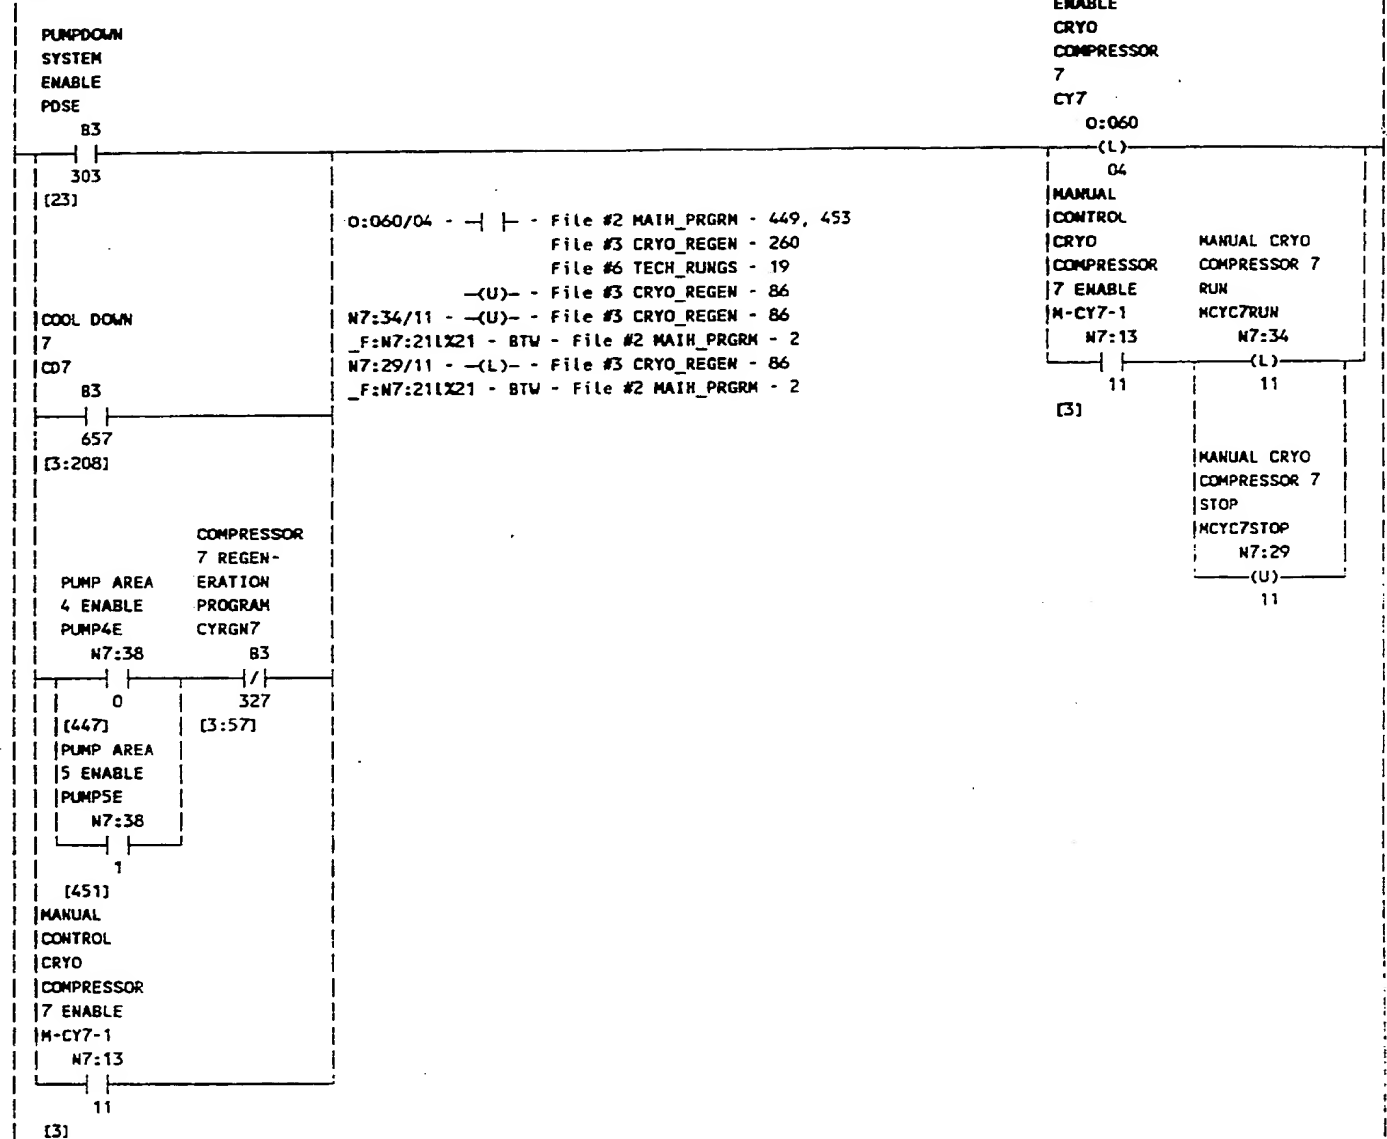 ENABLE
CRYO
COMPRESSOR
7
CY7
O:060
(L)
04
PUMPDOWN
SYSTEM
ENABLE
PDSE
B3
303
[23]
O:060/04 - ─┤ ├─ - File #2 MAIN_PRGRM - 449, 453
File #3 CRYO_REGEN - 260
File #6 TECH_RUNGS - 19
─(U)─ - File #3 CRYO_REGEN - 86
N7:34/11 - ─(U)─ - File #3 CRYO_REGEN - 86
_F:N7:21L%21 - BTW - File #2 MAIN_PRGRM - 2
N7:29/11 - ─(L)─ - File #3 CRYO_REGEN - 86
_F:N7:21L%21 - BTW - File #2 MAIN_PRGRM - 2
MANUAL
CONTROL
CRYO
COMPRESSOR
7 ENABLE
M-CY7-1
N7:13
11
[3]
MANUAL CRYO
COMPRESSOR 7
RUN
MCYC7RUN
N7:34
(L)
11
MANUAL CRYO
COMPRESSOR 7
STOP
MCYC7STOP
N7:29
(U)
11
COOL DOWN
7
CD7
B3
657
[3:208]
PUMP AREA
4 ENABLE
PUMP4E
N7:38
0
[447]
COMPRESSOR
7 REGEN-
ERATION
PROGRAM
CYRGN7
B3
327
[3:57]
PUMP AREA
5 ENABLE
PUMP5E
N7:38
1
[451]
MANUAL
CONTROL
CRYO
COMPRESSOR
7 ENABLE
M-CY7-1
N7:13
11
[3]